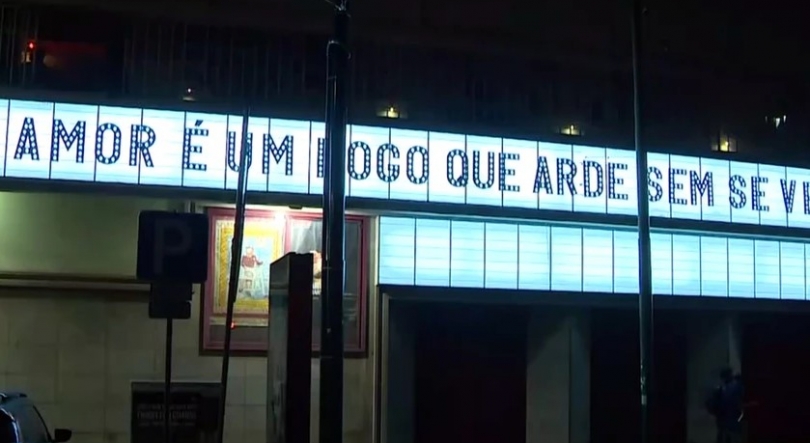 AMOR É UM FOGO QUE ARDE SEM SE V
P